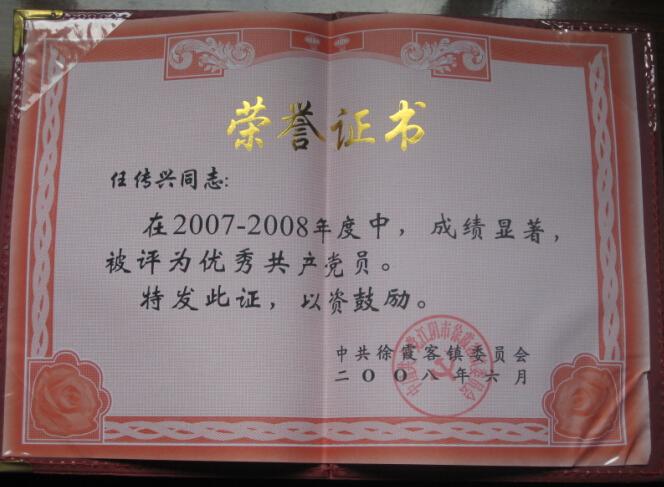 荣誉证书
任传兴同志:
在2007-2008年度中，成绩显著，
被评为优秀共产党员。
特发此证，以资鼓励。
中共徐霞客镇委员会
二〇〇八年六月